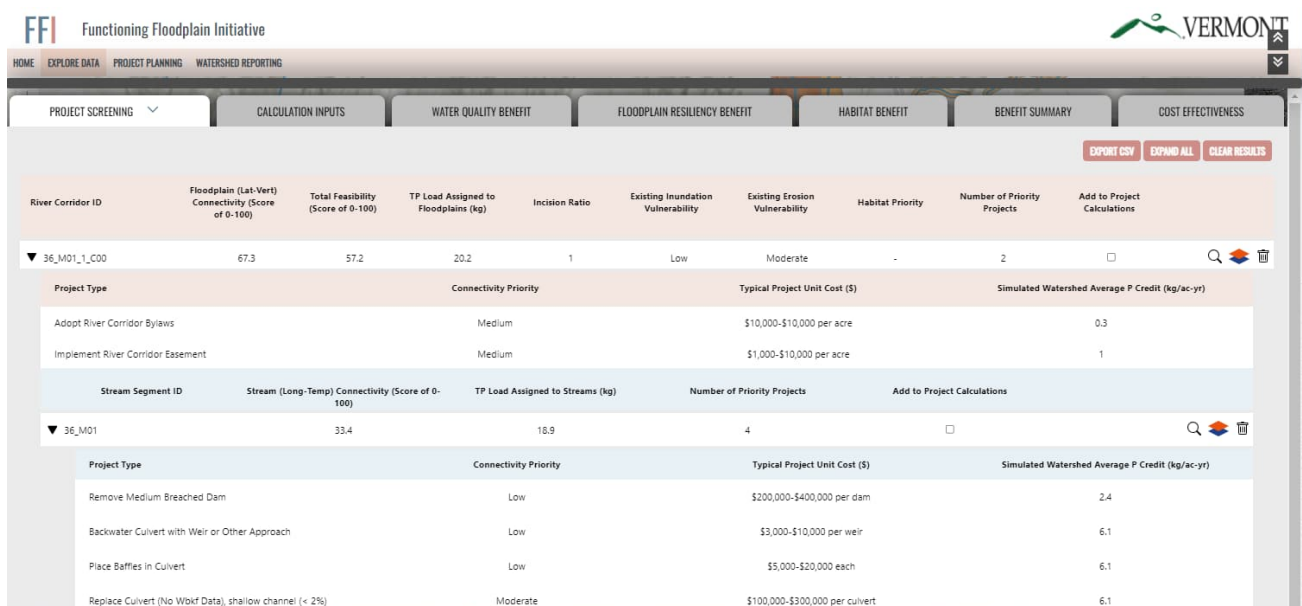 FFI Functioning Floodplain Initiative VERMONT
HOME EXPLORE DATA PROJECT PLANNING WATERSHED REPORTING
PROJECT SCREENING CALCULATION INPUTS WATER QUALITY BENEFIT FLOODPLAIN RESILIENCY BENEFIT HABITAT BENEFIT BENEFIT SUMMARY COST EFFECTIVENESS
EXPORT CSV EXPAND ALL CLEAR RESULTS
River Corridor ID Floodplain (Lat-Vert) Connectivity (Score of 0-100) Total Feasibility (Score of 0-100) TP Load Assigned to Floodplains (kg) Incision Ratio Existing Inundation Vulnerability Existing Erosion Vulnerability Habitat Priority Number of Priority Projects Add to Project Calculations
36_M01_1_C00 67.3 57.2 20.2 1 Low Moderate - 2
Project Type Connectivity Priority Typical Project Unit Cost ($) Simulated Watershed Average P Credit (kg/ac-yr)
Adopt River Corridor Bylaws Medium $10,000-$10,000 per acre 0.3
Implement River Corridor Easement Medium $1,000-$10,000 per acre 1
Stream Segment ID Stream (Long-Temp) Connectivity (Score of 0-100) TP Load Assigned to Streams (kg) Number of Priority Projects Add to Project Calculations
36_M01 33.4 18.9 4
Project Type Connectivity Priority Typical Project Unit Cost ($) Simulated Watershed Average P Credit (kg/ac-yr)
Remove Medium Breached Dam Low $200,000-$400,000 per dam 2.4
Backwater Culvert with Weir or Other Approach Low $3,000-$10,000 per weir 6.1
Place Baffles in Culvert Low $5,000-$20,000 each 6.1
Replace Culvert (No Wbkf Data), shallow channel (< 2%) Moderate $100,000-$300,000 per culvert 6.1